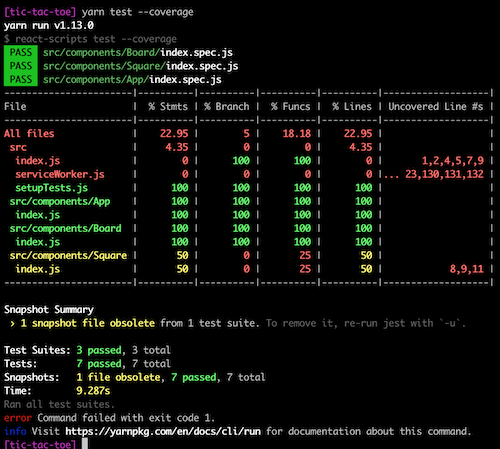 [tic-tac-toe] yarn test --coverage
yarn run v1.13.0
$ react-scripts test --coverage
PASS src/components/Board/index.spec.js
PASS src/components/Square/index.spec.js
PASS src/components/App/index.spec.js
-----------------------|----------|----------|----------|----------|-------------------|
File                   |  % Stmts | % Branch |  % Funcs |  % Lines | Uncovered Line #s |
-----------------------|----------|----------|----------|----------|-------------------|
All files              |    22.95 |        5 |    18.18 |    22.95 |                   |
 src                   |     4.35 |        0 |        0 |     4.35 |                   |
  index.js             |        0 |      100 |      100 |        0 |       1,2,4,5,7,9 |
  serviceWorker.js     |        0 |        0 |        0 |        0 |... 23,130,131,132 |
  setupTests.js        |      100 |      100 |      100 |      100 |                   |
 src/components/App    |      100 |      100 |      100 |      100 |                   |
  index.js             |      100 |      100 |      100 |      100 |                   |
 src/components/Board  |      100 |      100 |      100 |      100 |                   |
  index.js             |      100 |      100 |      100 |      100 |                   |
 src/components/Square |       50 |        0 |       25 |       50 |                   |
  index.js             |       50 |        0 |       25 |       50 |            8,9,11 |
-----------------------|----------|----------|----------|----------|-------------------|
Snapshot Summary
› 1 snapshot file obsolete from 1 test suite. To remove it, re-run jest with `-u`.
Test Suites: 3 passed, 3 total
Tests:       7 passed, 7 total
Snapshots:   1 file obsolete, 7 passed, 7 total
Time:        9.287s
Ran all test suites.
error Command failed with exit code 1.
info Visit https://yarnpkg.com/en/docs/cli/run for documentation about this command.
[tic-tac-toe]